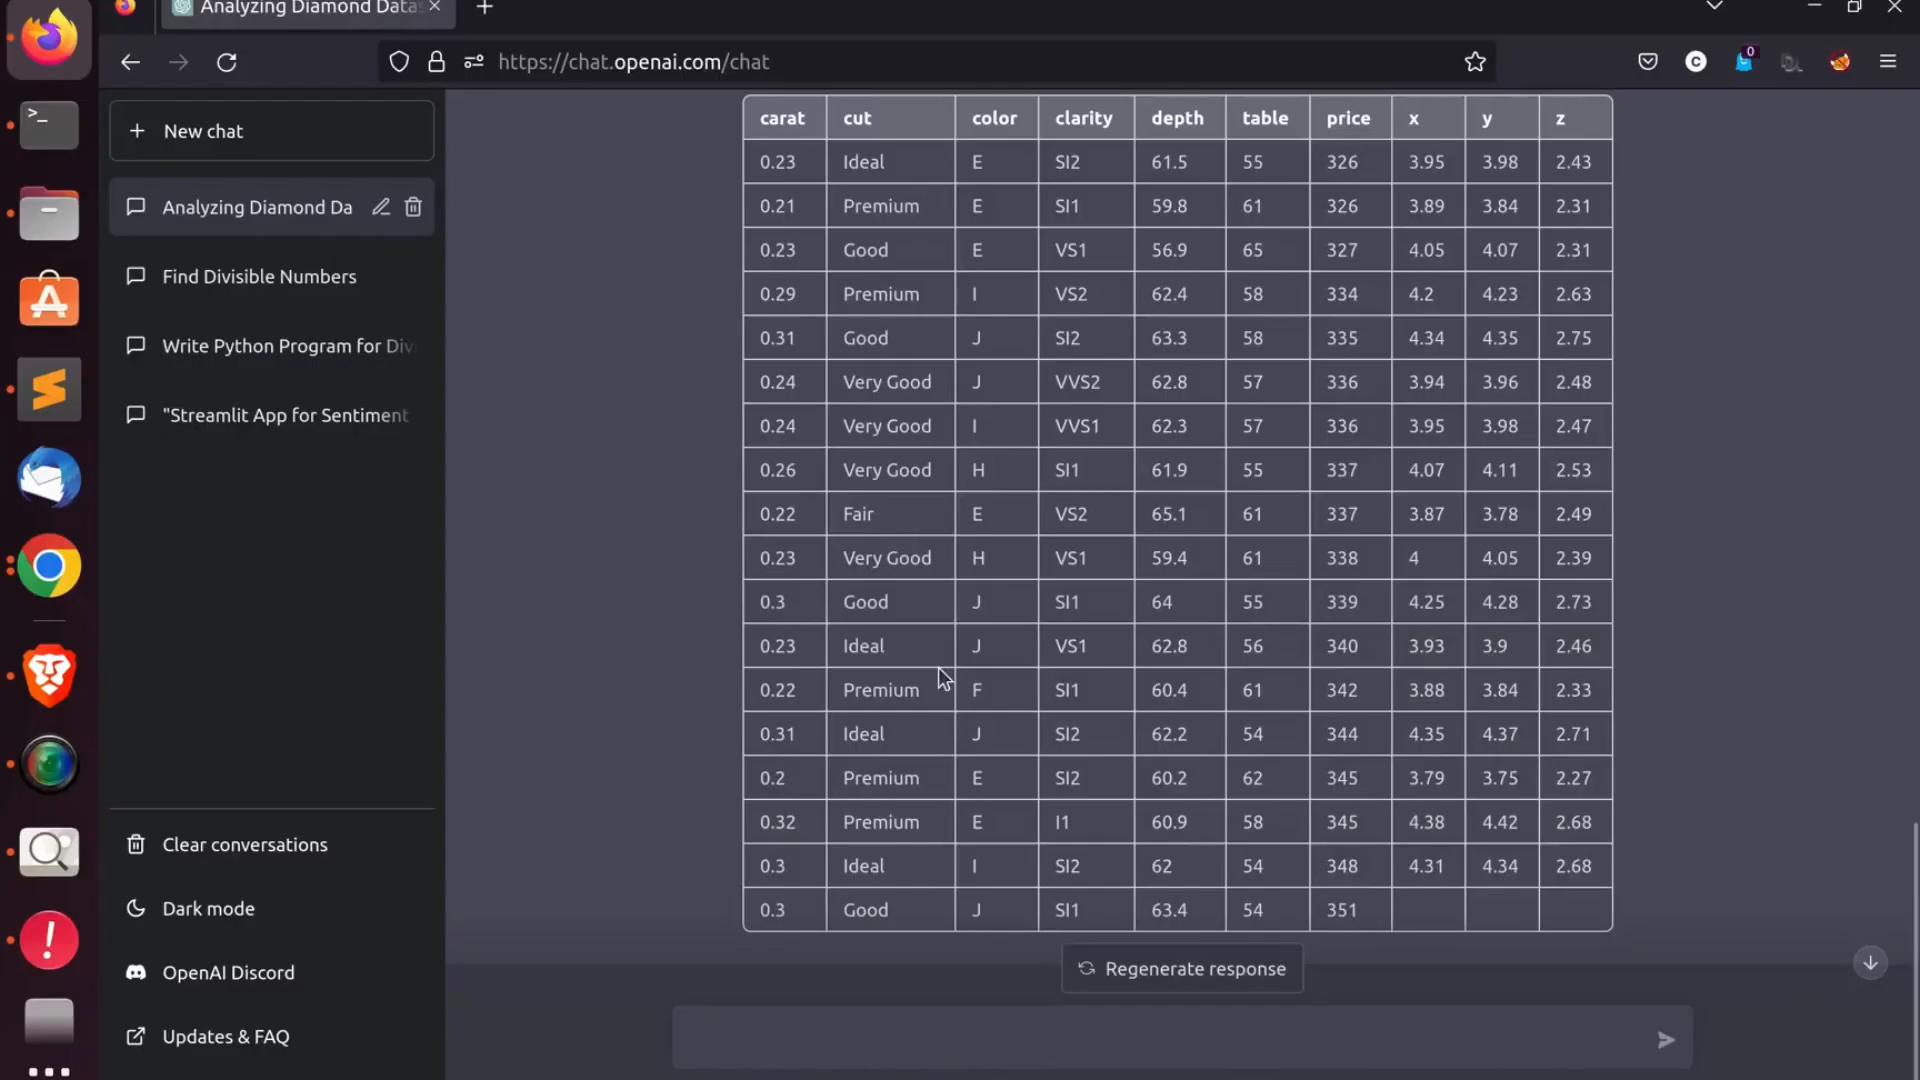 Analyzing Diamond Datas
https://chat.openai.com/chat
0
New chat
Analyzing Diamond Da
Find Divisible Numbers
Write Python Program for Div
"Streamlit App for Sentiment
Clear conversations
Dark mode
OpenAI Discord
Updates & FAQ
carat cut color clarity depth table price x y z
0.23 Ideal E SI2 61.5 55 326 3.95 3.98 2.43
0.21 Premium E SI1 59.8 61 326 3.89 3.84 2.31
0.23 Good E VS1 56.9 65 327 4.05 4.07 2.31
0.29 Premium I VS2 62.4 58 334 4.2 4.23 2.63
0.31 Good J SI2 63.3 58 335 4.34 4.35 2.75
0.24 Very Good J VVS2 62.8 57 336 3.94 3.96 2.48
0.24 Very Good I VVS1 62.3 57 336 3.95 3.98 2.47
0.26 Very Good H SI1 61.9 55 337 4.07 4.11 2.53
0.22 Fair E VS2 65.1 61 337 3.87 3.78 2.49
0.23 Very Good H VS1 59.4 61 338 4 4.05 2.39
0.3 Good J SI1 64 55 339 4.25 4.28 2.73
0.23 Ideal J VS1 62.8 56 340 3.93 3.9 2.46
0.22 Premium F SI1 60.4 61 342 3.88 3.84 2.33
0.31 Ideal J SI2 62.2 54 344 4.35 4.37 2.71
0.2 Premium E SI2 60.2 62 345 3.79 3.75 2.27
0.32 Premium E I1 60.9 58 345 4.38 4.42 2.68
0.3 Ideal I SI2 62 54 348 4.31 4.34 2.68
0.3 Good J SI1 63.4 54 351
Regenerate response